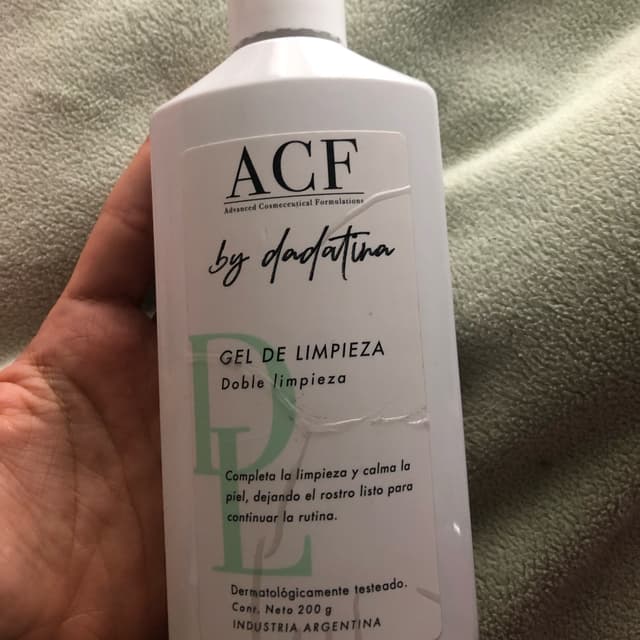 ACF
Advanced Cosmeceutical Formulations
by dadatina
GEL DE LIMPIEZA
Doble limpieza
DL
Completa la limpieza y calma la
piel, dejando el rostro listo para
continuar la rutina.
Dermatológicamente testeado.
Cont. Neto 200 g
INDUSTRIA ARGENTINA